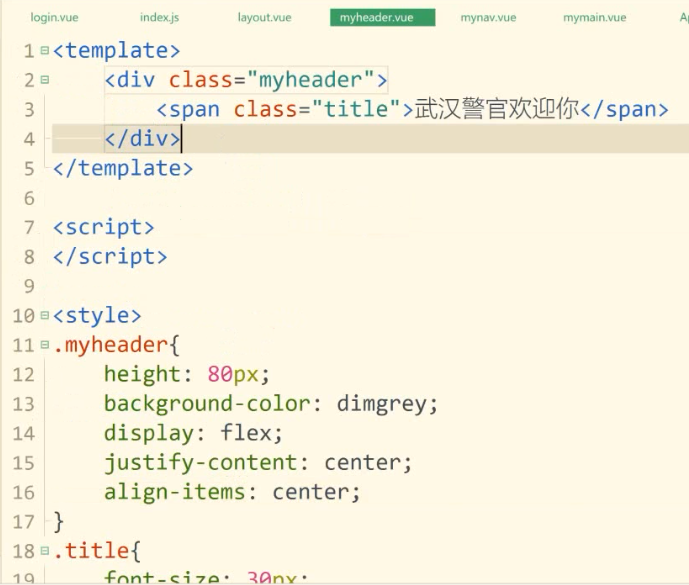 login.vue index.js layout.vue myheader.vue mynav.vue mymain.vue
1 <template>
2 <div class="myheader">
3 <span class="title">武汉警官欢迎你</span>
4 </div>
5 </template>
6
7 <script>
8 </script>
9
10 <style>
11 .myheader{
12 height: 80px;
13 background-color: dimgrey;
14 display: flex;
15 justify-content: center;
16 align-items: center;
17 }
18 .title{
19 font-size: 30px;